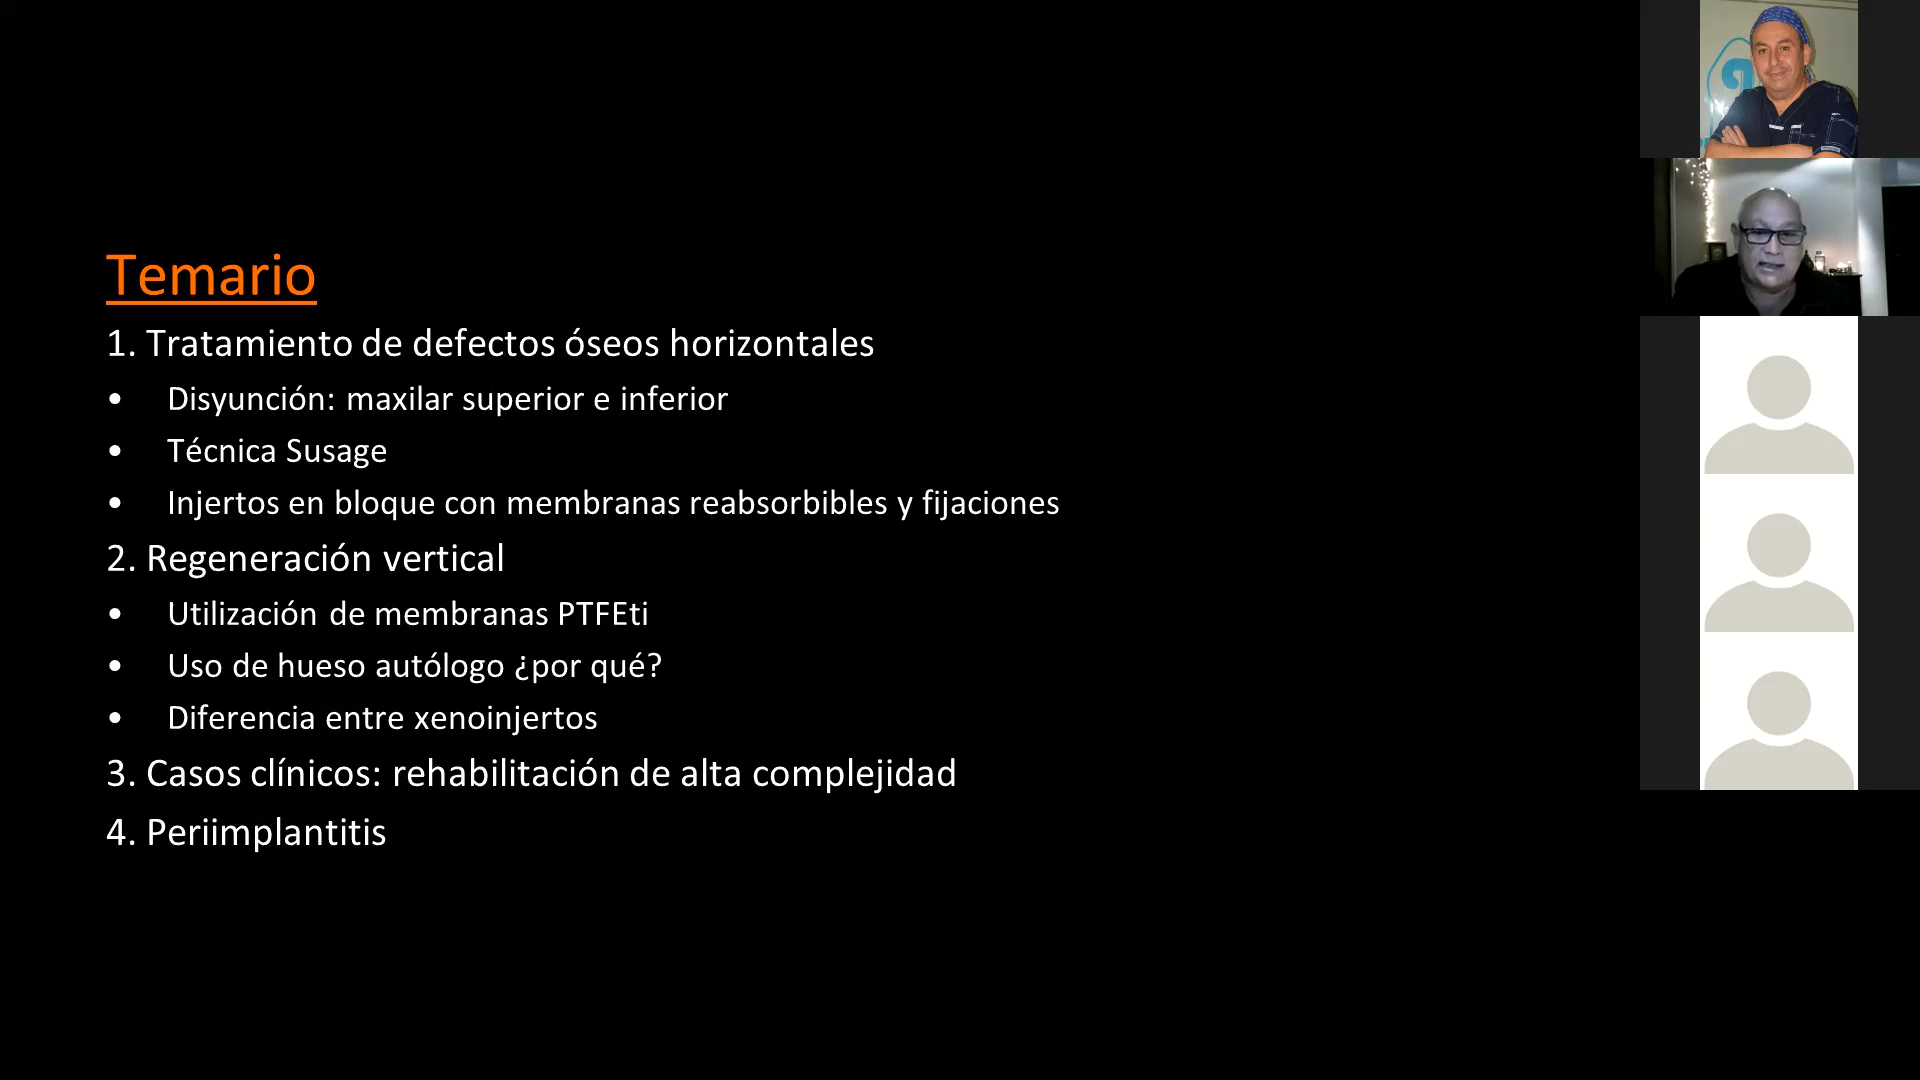 Temario
1. Tratamiento de defectos óseos horizontales
• Disyunción: maxilar superior e inferior
• Técnica Susage
• Injertos en bloque con membranas reabsorbibles y fijaciones
2. Regeneración vertical
• Utilización de membranas PTFEti
• Uso de hueso autólogo ¿por qué?
• Diferencia entre xenoinjertos
3. Casos clínicos: rehabilitación de alta complejidad
4. Periimplantitis